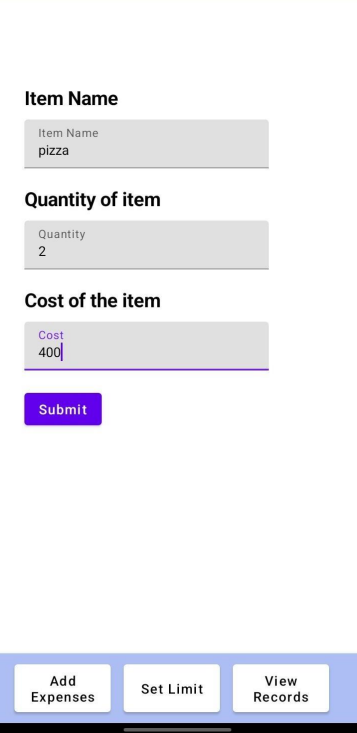 Item Name
Item Name
pizza
Quantity of item
Quantity
2
Cost of the item
Cost
400
Submit
Add
Expenses
Set Limit
View
Records